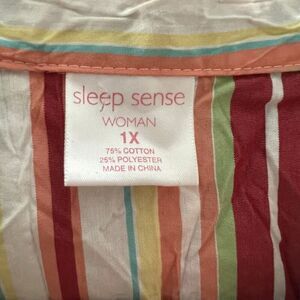 sleep sense
WOMAN
1X
75% COTTON
25% POLYESTER
MADE IN CHINA